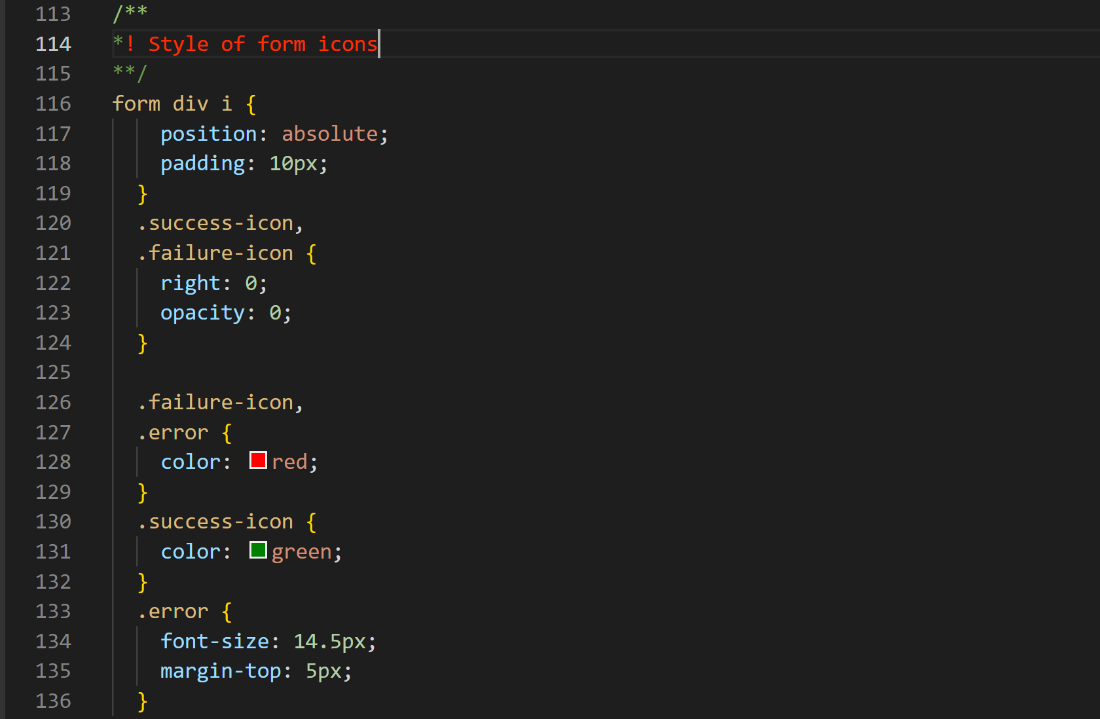 113 /**
114 *! Style of form icons
115 **/
116 form div i {
117 position: absolute;
118 padding: 10px;
119 }
120 .success-icon,
121 .failure-icon {
122 right: 0;
123 opacity: 0;
124 }
125
126 .failure-icon,
127 .error {
128 color: red;
129 }
130 .success-icon {
131 color: green;
132 }
133 .error {
134 font-size: 14.5px;
135 margin-top: 5px;
136 }